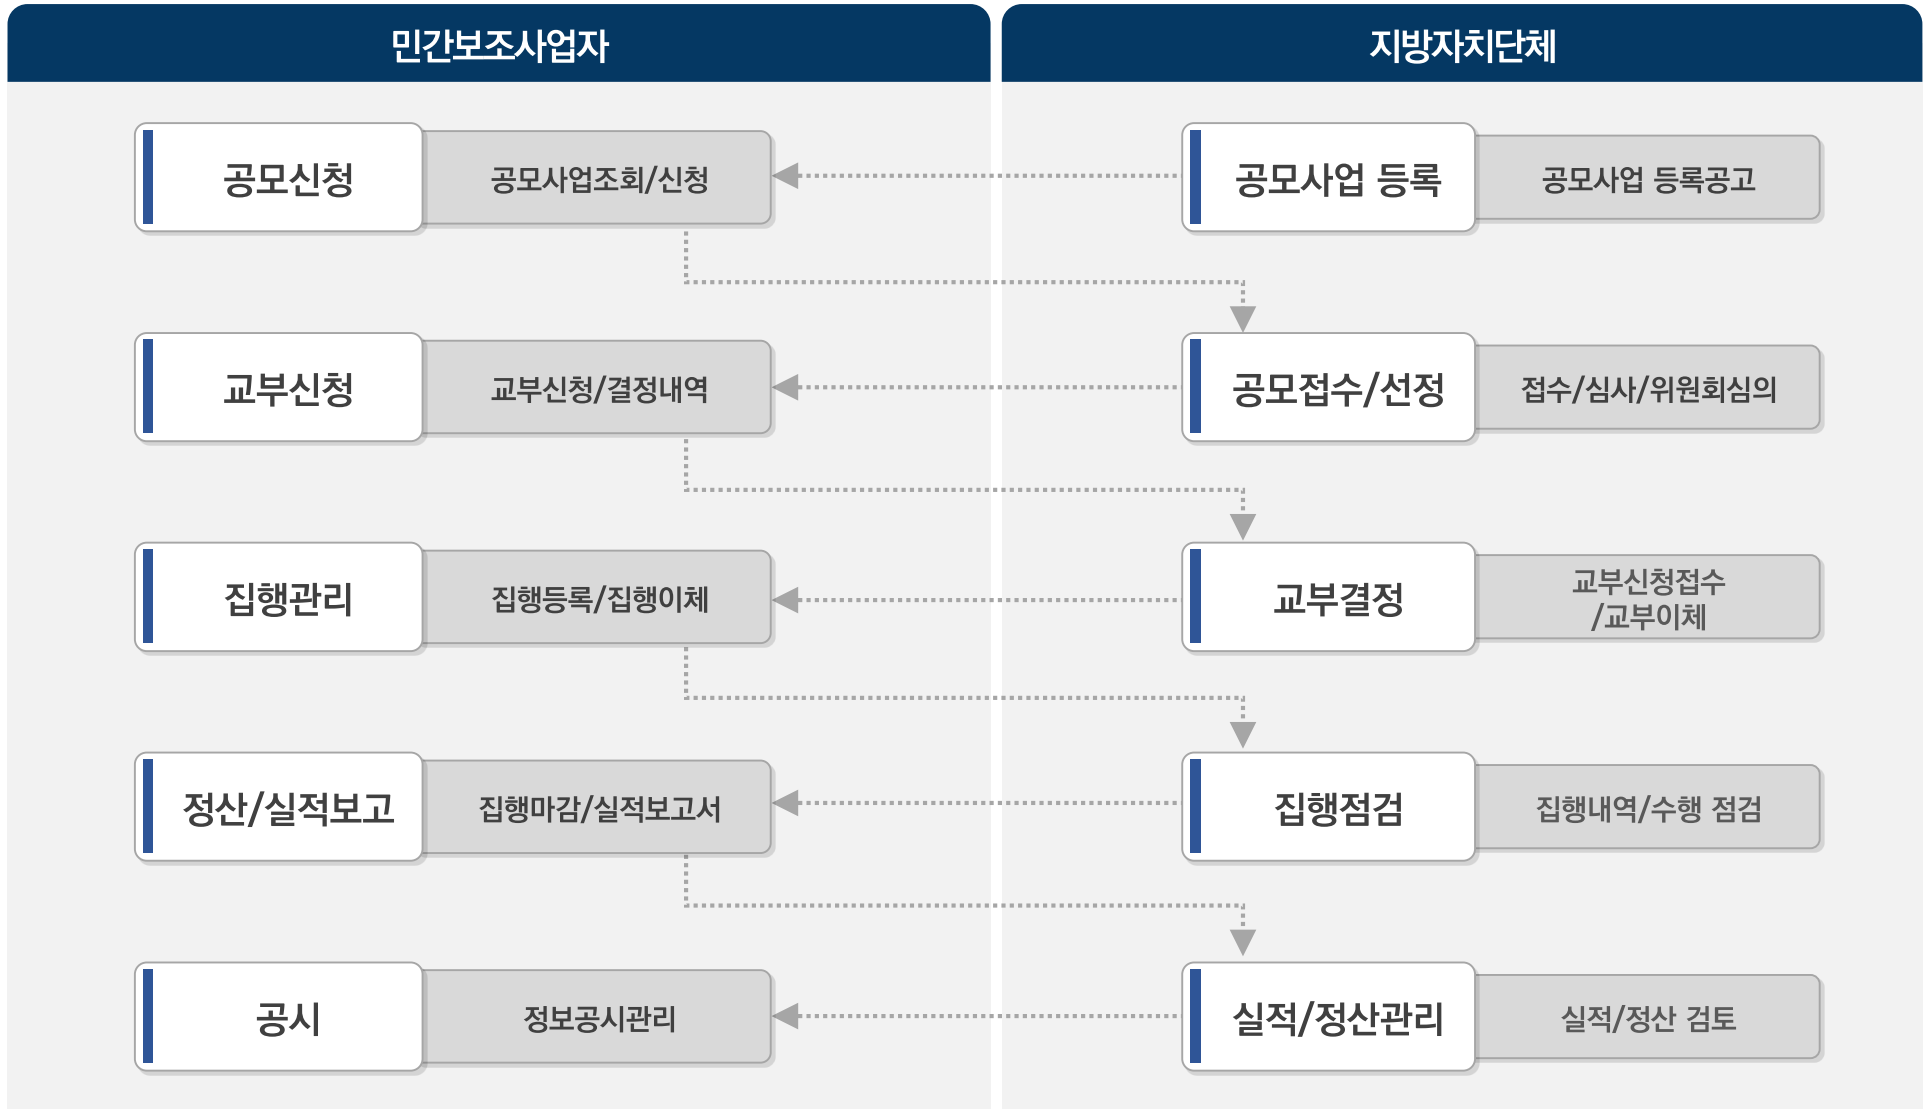 민간보조사업자
지방자치단체
공모신청
공모사업조회/신청
공모사업 등록
공모사업 등록공고
교부신청
교부신청/결정내역
공모접수/선정
접수/심사/위원회심의
집행관리
집행등록/집행이체
교부결정
교부신청접수
/교부이체
정산/실적보고
집행마감/실적보고서
집행점검
집행내역/수행 점검
공시
정보공시관리
실적/정산관리
실적/정산 검토